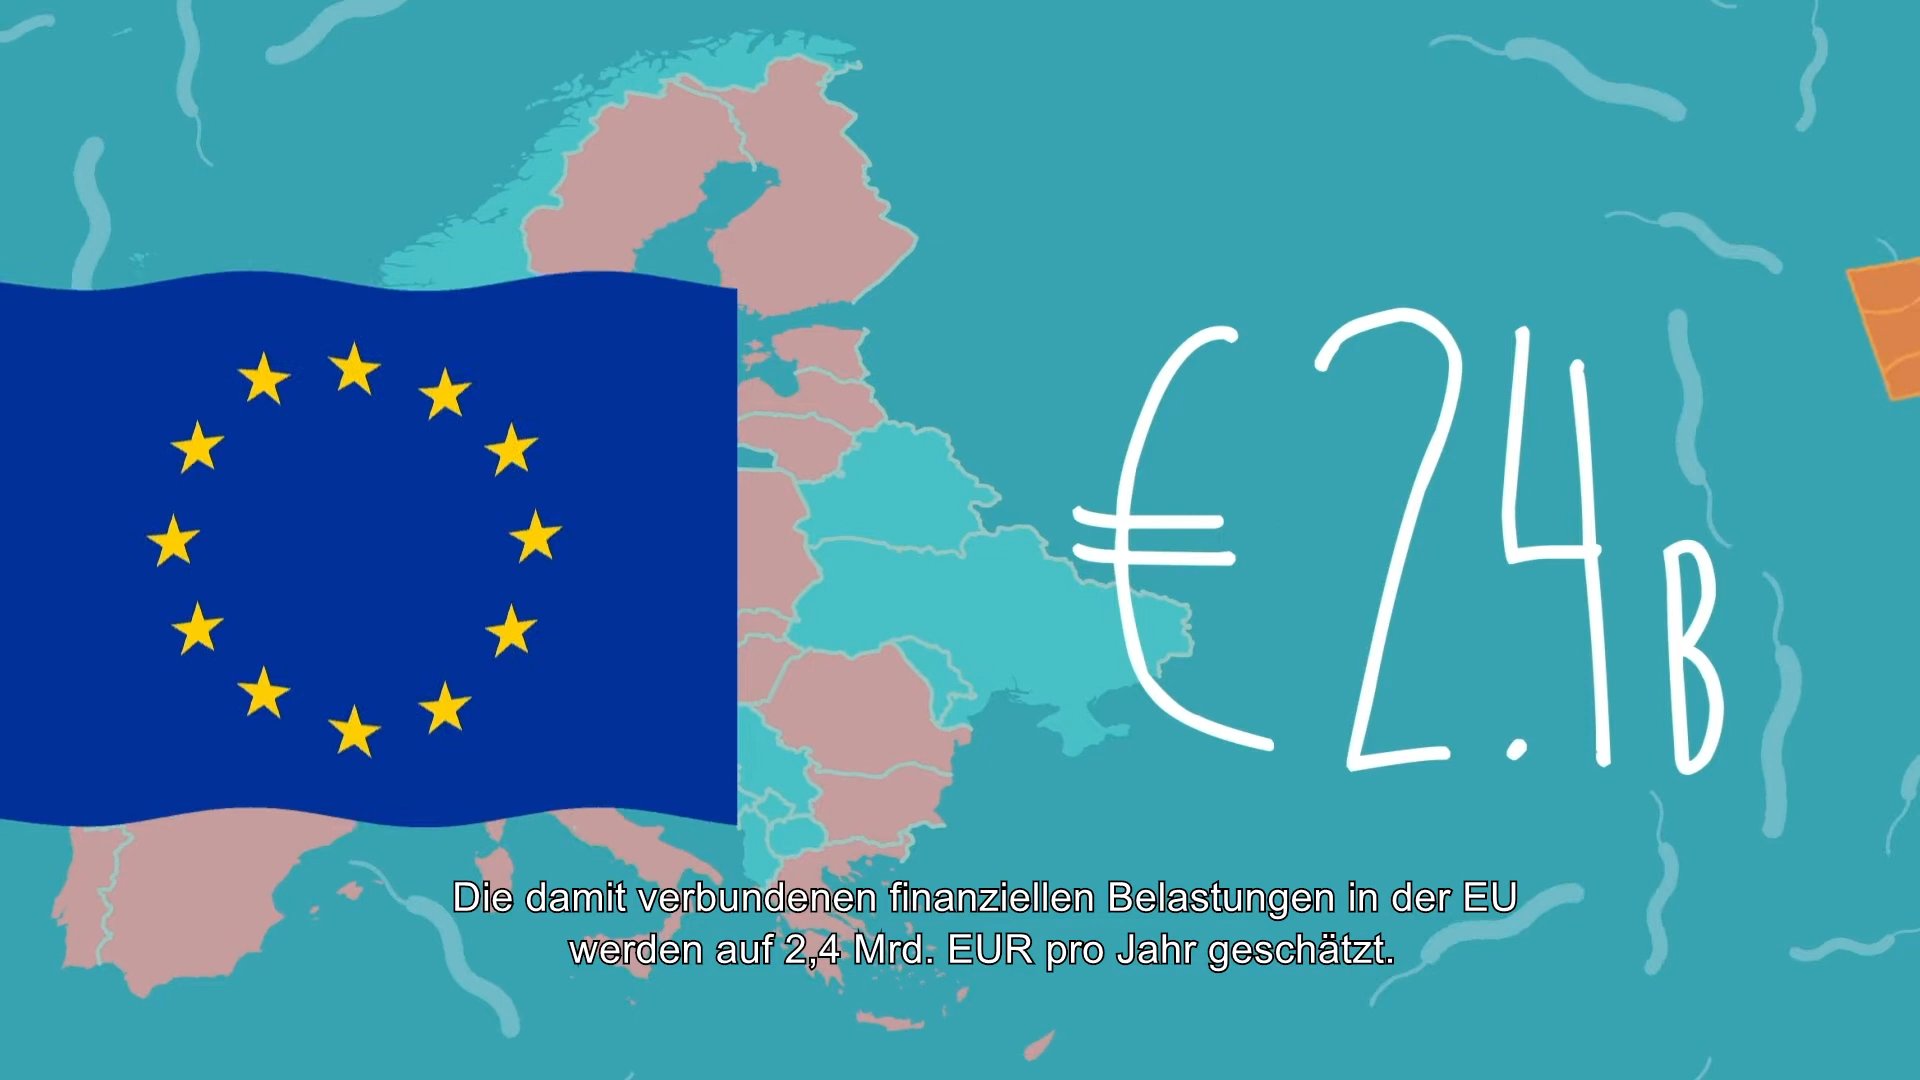 €2.4B
Die damit verbundenen finanziellen Belastungen in der EU
werden auf 2,4 Mrd. EUR pro Jahr geschätzt.